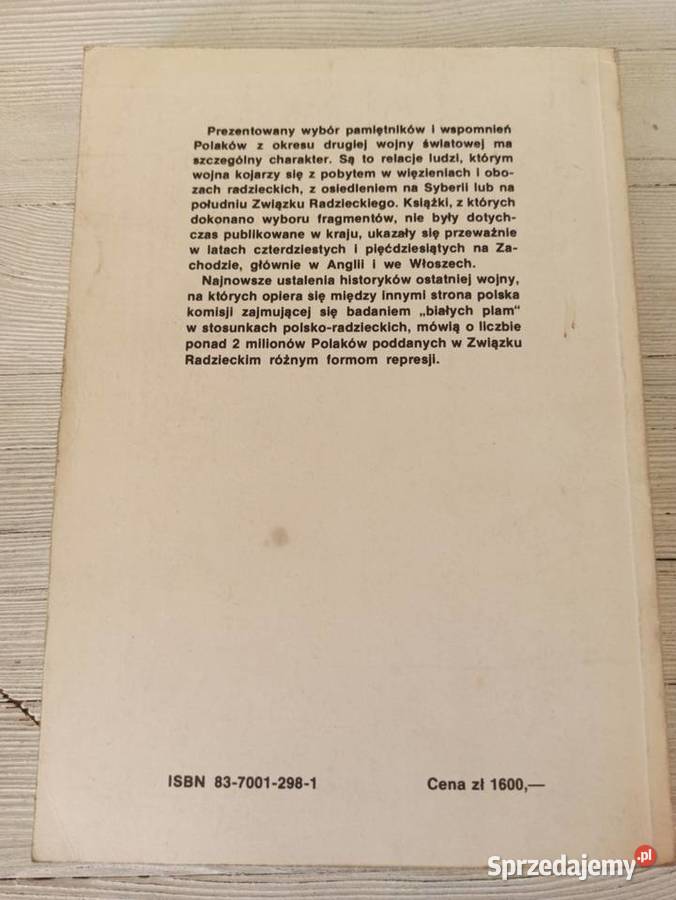 Prezentowany wybór pamiętników i wspomnień
Polaków z okresu drugiej wojny światowej ma
szczególny charakter. Są to relacje ludzi, którym
wojna kojarzy się z pobytem w więzieniach i obo-
zach radzieckich, z osiedleniem na Syberii lub na
południu Związku Radzieckiego. Książki, z których
dokonano wyboru fragmentów, nie były dotych-
czas publikowane w kraju, ukazały się przeważnie
w latach czterdziestych i pięćdziesiątych na Za-
chodzie, głównie w Anglii i we Włoszech.
Najnowsze ustalenia historyków ostatniej wojny,
na których opiera się między innymi strona polska
komisji zajmującej się badaniem „białych plam"
w stosunkach polsko-radzieckich, mówią o liczbie
ponad 2 milionów Polaków poddanych w Związku
Radzieckim różnym formom represji.
ISBN 83-7001-298-1 Cena zł 1600,—
Sprzedajemy.pl